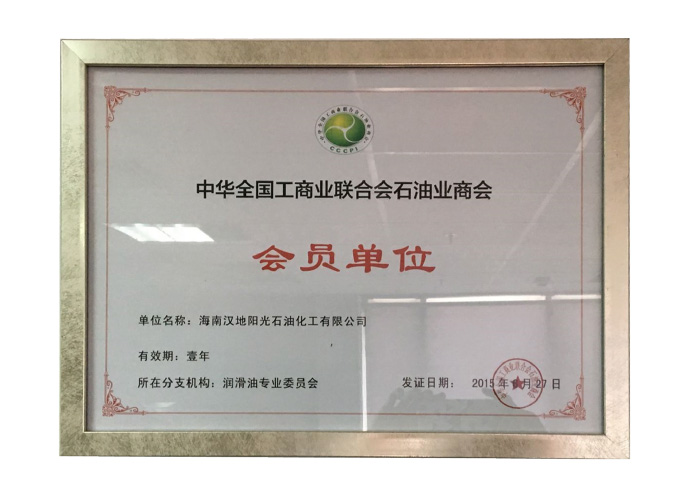 CCCPI
中华全国工商业联合会石油业商会
会员单位
单位名称：海南汉地阳光石油化工有限公司
有效期：壹年
所在分支机构：润滑油专业委员会
发证日期： 2015年 月27日